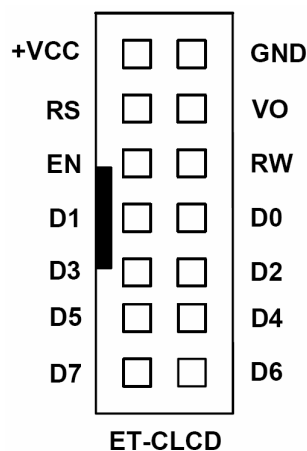 +VCC GND
RS VO
EN RW
D1 D0
D3 D2
D5 D4
D7 D6
ET-CLCD